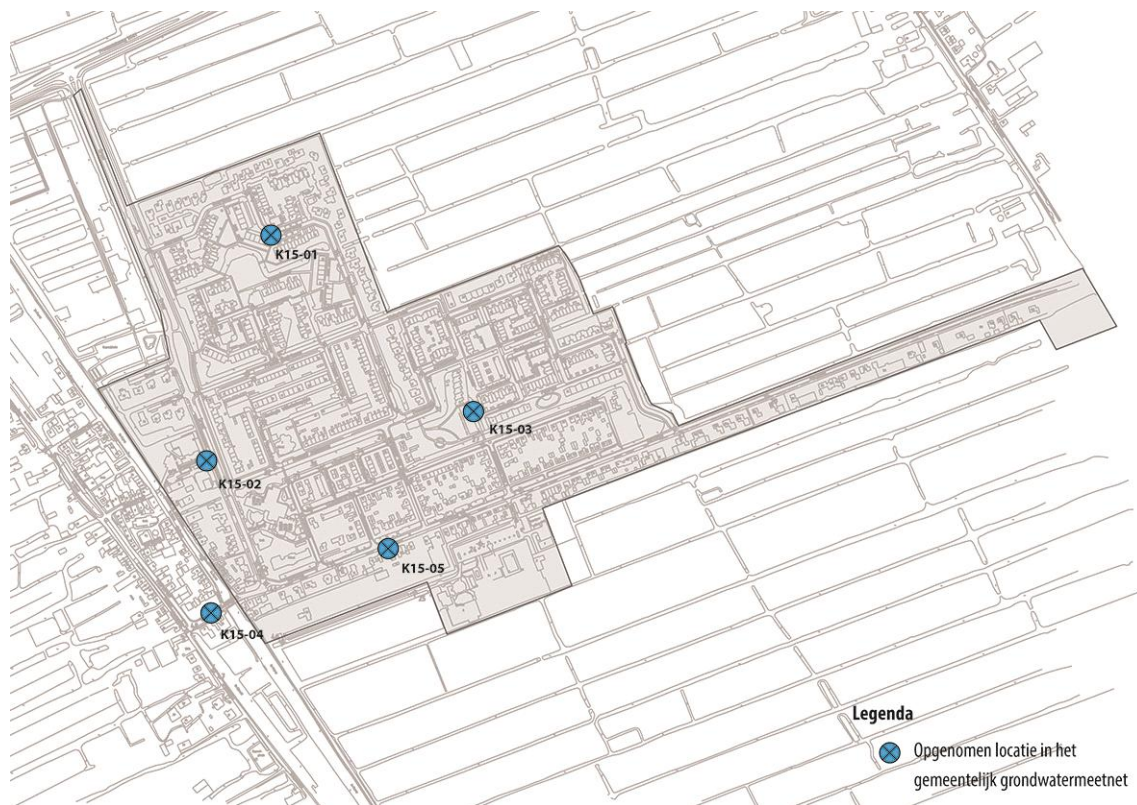 K15-01
K15-03
K15-02
K15-05
K15-04
Legenda
Opgenomen locatie in het
gemeentelijk grondwatermeetnet